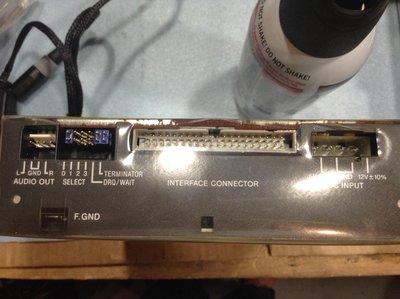 DO NOT SHAKE!
DO NOT SHAKE!
L GND R
0 1 2 3
TERMINATOR
12V±10%
AUDIO OUT
SELECT
DRQ/WAIT
INTERFACE CONNECTOR
INPUT
F.GND